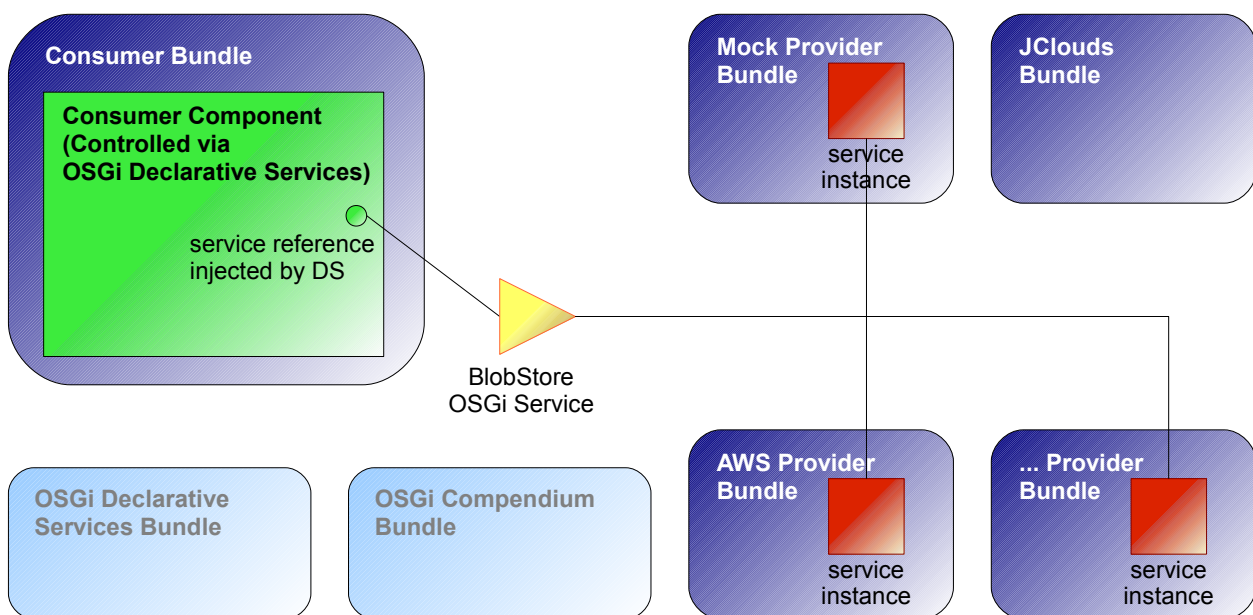 Consumer Bundle
Consumer Component
(Controlled via
OSGi Declarative Services)
service reference
injected by DS
BlobStore
OSGi Service
Mock Provider
Bundle
service
instance
JClouds
Bundle
OSGi Declarative
Services Bundle
OSGi Compendium
Bundle
AWS Provider
Bundle
service
instance
... Provider
Bundle
service
instance